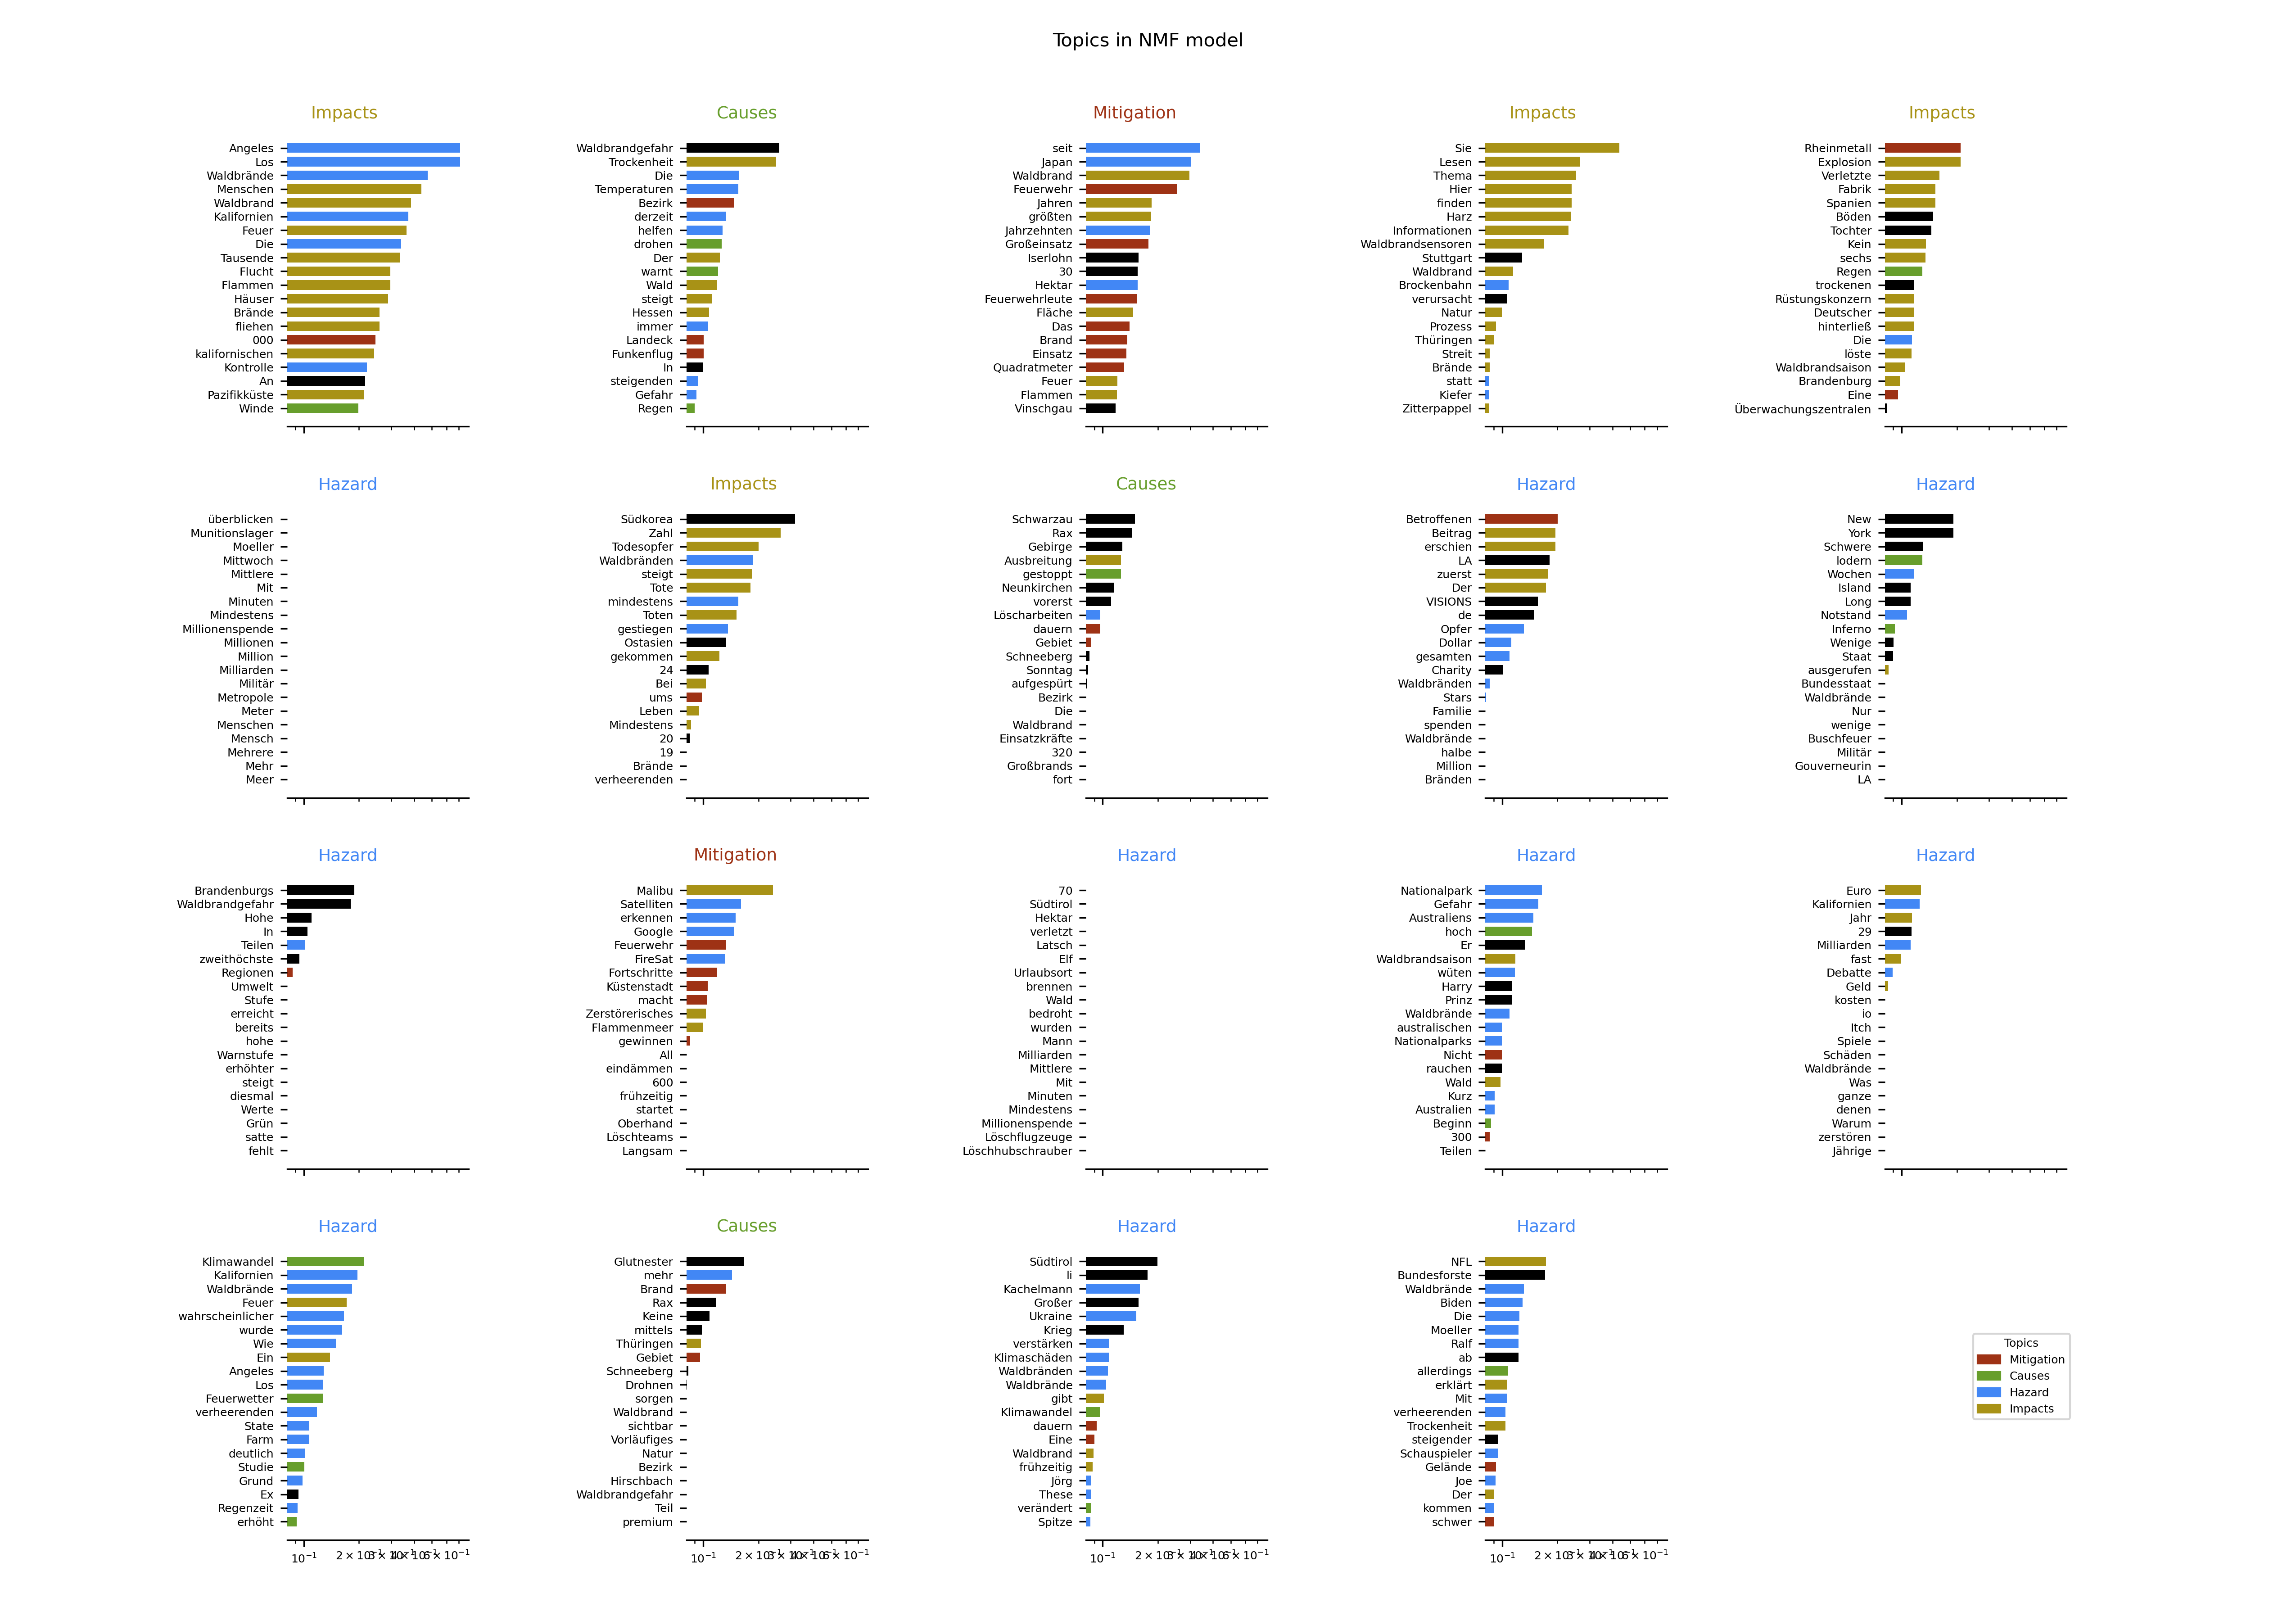 Topics in NMF model
Impacts
Angeles
Los
Waldbrände
Menschen
Waldbrand
Kalifornien
Feuer
Die
Tausende
Flucht
Flammen
Häuser
Brände
fliehen
000
kalifornischen
Kontrolle
An
Pazifikküste
Winde
Causes
Waldbrandgefahr
Trockenheit
Die
Temperaturen
Bezirk
derzeit
helfen
drohen
Der
warnt
Wald
steigt
Hessen
immer
Landeck
Funkenflug
In
steigenden
Gefahr
Regen
Mitigation
seit
Japan
Waldbrand
Feuerwehr
Jahren
größten
Jahrzehnten
Großeinsatz
Iserlohn
30
Hektar
Feuerwehrleute
Fläche
Das
Brand
Einsatz
Quadratmeter
Feuer
Flammen
Vinschgau
Impacts
Sie
Lesen
Thema
Hier
finden
Harz
Informationen
Waldbrandsensoren
Stuttgart
Waldbrand
Brockenbahn
verursacht
Natur
Prozess
Thüringen
Streit
Brände
statt
Kiefer
Zitterpappel
Impacts
Rheinmetall
Explosion
Verletzte
Fabrik
Spanien
Böden
Tochter
Kein
sechs
Regen
trockenen
Rüstungskonzern
Deutscher
hinterließ
Die
löste
Waldbrandsaison
Brandenburg
Eine
Überwachungszentralen
Hazard
überblicken
Munitionslager
Moeller
Mittwoch
Mittlere
Mit
Minuten
Mindestens
Millionenspende
Millionen
Million
Milliarden
Militär
Metropole
Meter
Menschen
Mensch
Mehrere
Mehr
Meer
Impacts
Südkorea
Zahl
Todesopfer
Waldbränden
steigt
Tote
mindestens
Toten
gestiegen
Ostasien
gekommen
24
Bei
ums
Leben
Mindestens
20
19
Brände
verheerenden
Causes
Schwarzau
Rax
Gebirge
Ausbreitung
gestoppt
Neunkirchen
vorerst
Löscharbeiten
dauern
Gebiet
Schneeberg
Sonntag
aufgespürt
Bezirk
Die
Waldbrand
Einsatzkräfte
320
Großbrands
fort
Hazard
Betroffenen
Beitrag
erschien
LA
zuerst
Der
VISIONS
de
Opfer
Dollar
gesamten
Charity
Waldbränden
Stars
Familie
spenden
Waldbrände
halbe
Million
Bränden
Hazard
New
York
Schwere
lodern
Wochen
Island
Long
Notstand
Inferno
Wenige
Staat
ausgerufen
Bundesstaat
Waldbrände
Nur
wenige
Buschfeuer
Militär
Gouverneurin
LA
Hazard
Brandenburgs
Waldbrandgefahr
Hohe
In
Teilen
zweithöchste
Regionen
Umwelt
Stufe
erreicht
bereits
hohe
Warnstufe
erhöhter
steigt
diesmal
Werte
Grün
satte
fehlt
Mitigation
Malibu
Satelliten
erkennen
Google
Feuerwehr
FireSat
Fortschritte
Küstenstadt
macht
Zerstörerisches
Flammenmeer
gewinnen
All
eindämmen
600
frühzeitig
startet
Oberhand
Löschteams
Langsam
Hazard
70
Südtirol
Hektar
verletzt
Latsch
Elf
Urlaubsort
brennen
Wald
bedroht
wurden
Mann
Milliarden
Mittlere
Mit
Minuten
Mindestens
Millionenspende
Löschflugzeuge
Löschhubschrauber
Hazard
Nationalpark
Gefahr
Australiens
hoch
Er
Waldbrandsaison
wüten
Harry
Prinz
Waldbrände
australischen
Nationalparks
Nicht
rauchen
Wald
Kurz
Australien
Beginn
300
Teilen
Hazard
Euro
Kalifornien
Jahr
29
Milliarden
fast
Debatte
Geld
kosten
io
Itch
Spiele
Schäden
Waldbrände
Was
ganze
denen
Warum
zerstören
Jährige
Hazard
Klimawandel
Kalifornien
Waldbrände
Feuer
wahrscheinlicher
wurde
Wie
Ein
Angeles
Los
Feuerwetter
verheerenden
State
Farm
deutlich
Studie
Grund
Ex
Regenzeit
erhöht
10⁻¹
Causes
Glutnester
mehr
Brand
Rax
Keine
mittels
Thüringen
Gebiet
Schneeberg
Drohnen
sorgen
Waldbrand
sichtbar
Vorläufiges
Natur
Bezirk
Hirschbach
Waldbrandgefahr
Teil
premium
10⁻¹
Hazard
Südtirol
li
Kachelmann
Großer
Ukraine
Krieg
verstärken
Klimaschäden
Waldbränden
Waldbrände
gibt
Klimawandel
dauern
Eine
Waldbrand
frühzeitig
Jörg
These
verändert
Spitze
10⁻¹
Hazard
NFL
Bundesforste
Waldbrände
Biden
Die
Moeller
Ralf
ab
allerdings
erklärt
Mit
verheerenden
Trockenheit
steigender
Schauspieler
Gelände
Joe
Der
kommen
schwer
10⁻¹
Topics
Mitigation
Causes
Hazard
Impacts